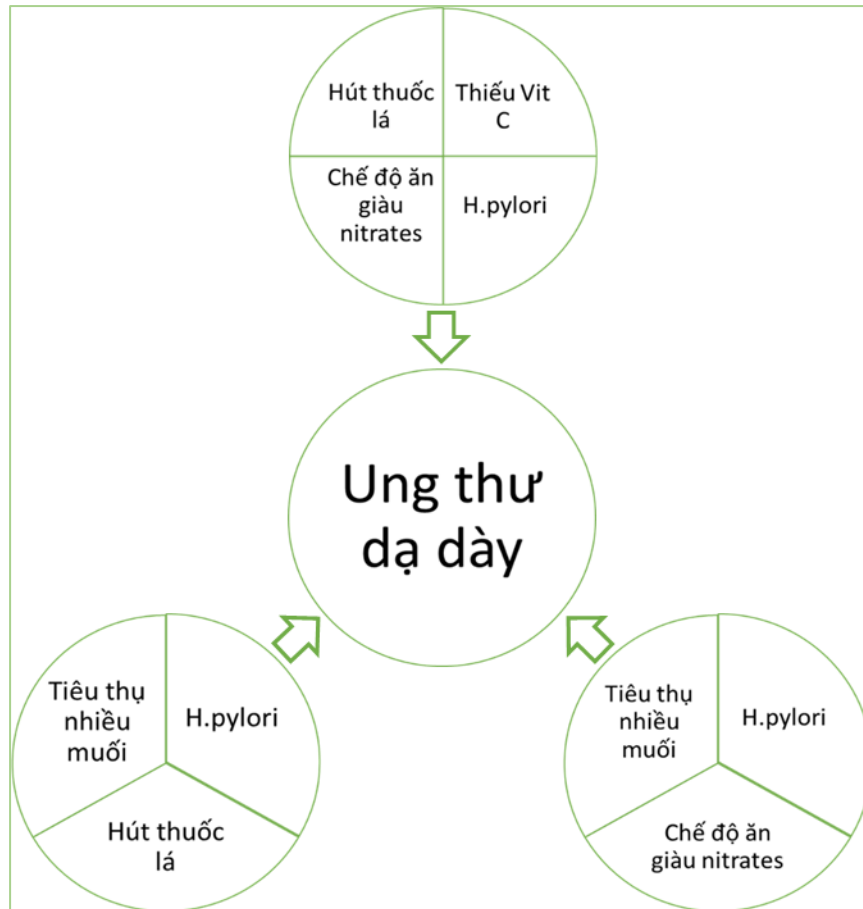 Hút thuốc
lá
Thiếu Vit
C
Chế độ ăn
giàu
nitrates
H.pylori
Ung thư
dạ dày
Tiêu thụ
nhiều
muối
H.pylori
Hút thuốc
lá
Tiêu thụ
nhiều
muối
H.pylori
Chế độ ăn
giàu nitrates